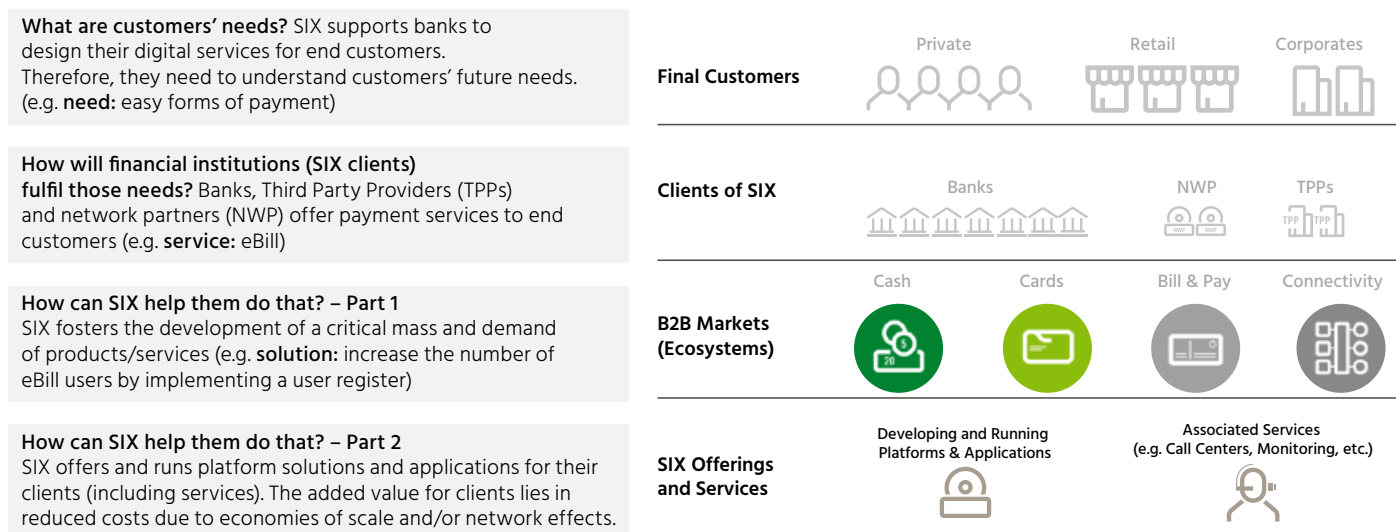 What are customers’ needs? SIX supports banks to
design their digital services for end customers.
Therefore, they need to understand customers’ future needs.
(e.g. need: easy forms of payment)
How will financial institutions (SIX clients)
fulfil those needs? Banks, Third Party Providers (TPPs)
and network partners (NWP) offer payment services to end
customers (e.g. service: eBill)
How can SIX help them do that? – Part 1
SIX fosters the development of a critical mass and demand
of products/services (e.g. solution: increase the number of
eBill users by implementing a user register)
How can SIX help them do that? – Part 2
SIX offers and runs platform solutions and applications for their
clients (including services). The added value for clients lies in
reduced costs due to economies of scale and/or network effects.
Final Customers
Private
Retail
Corporates
Clients of SIX
Banks
NWP
TPPs
NWP
NWP
TPP
TPP
B2B Markets
(Ecosystems)
Cash
Cards
Bill & Pay
Connectivity
$
20
SIX Offerings
and Services
Developing and Running
Platforms & Applications
Associated Services
(e.g. Call Centers, Monitoring, etc.)